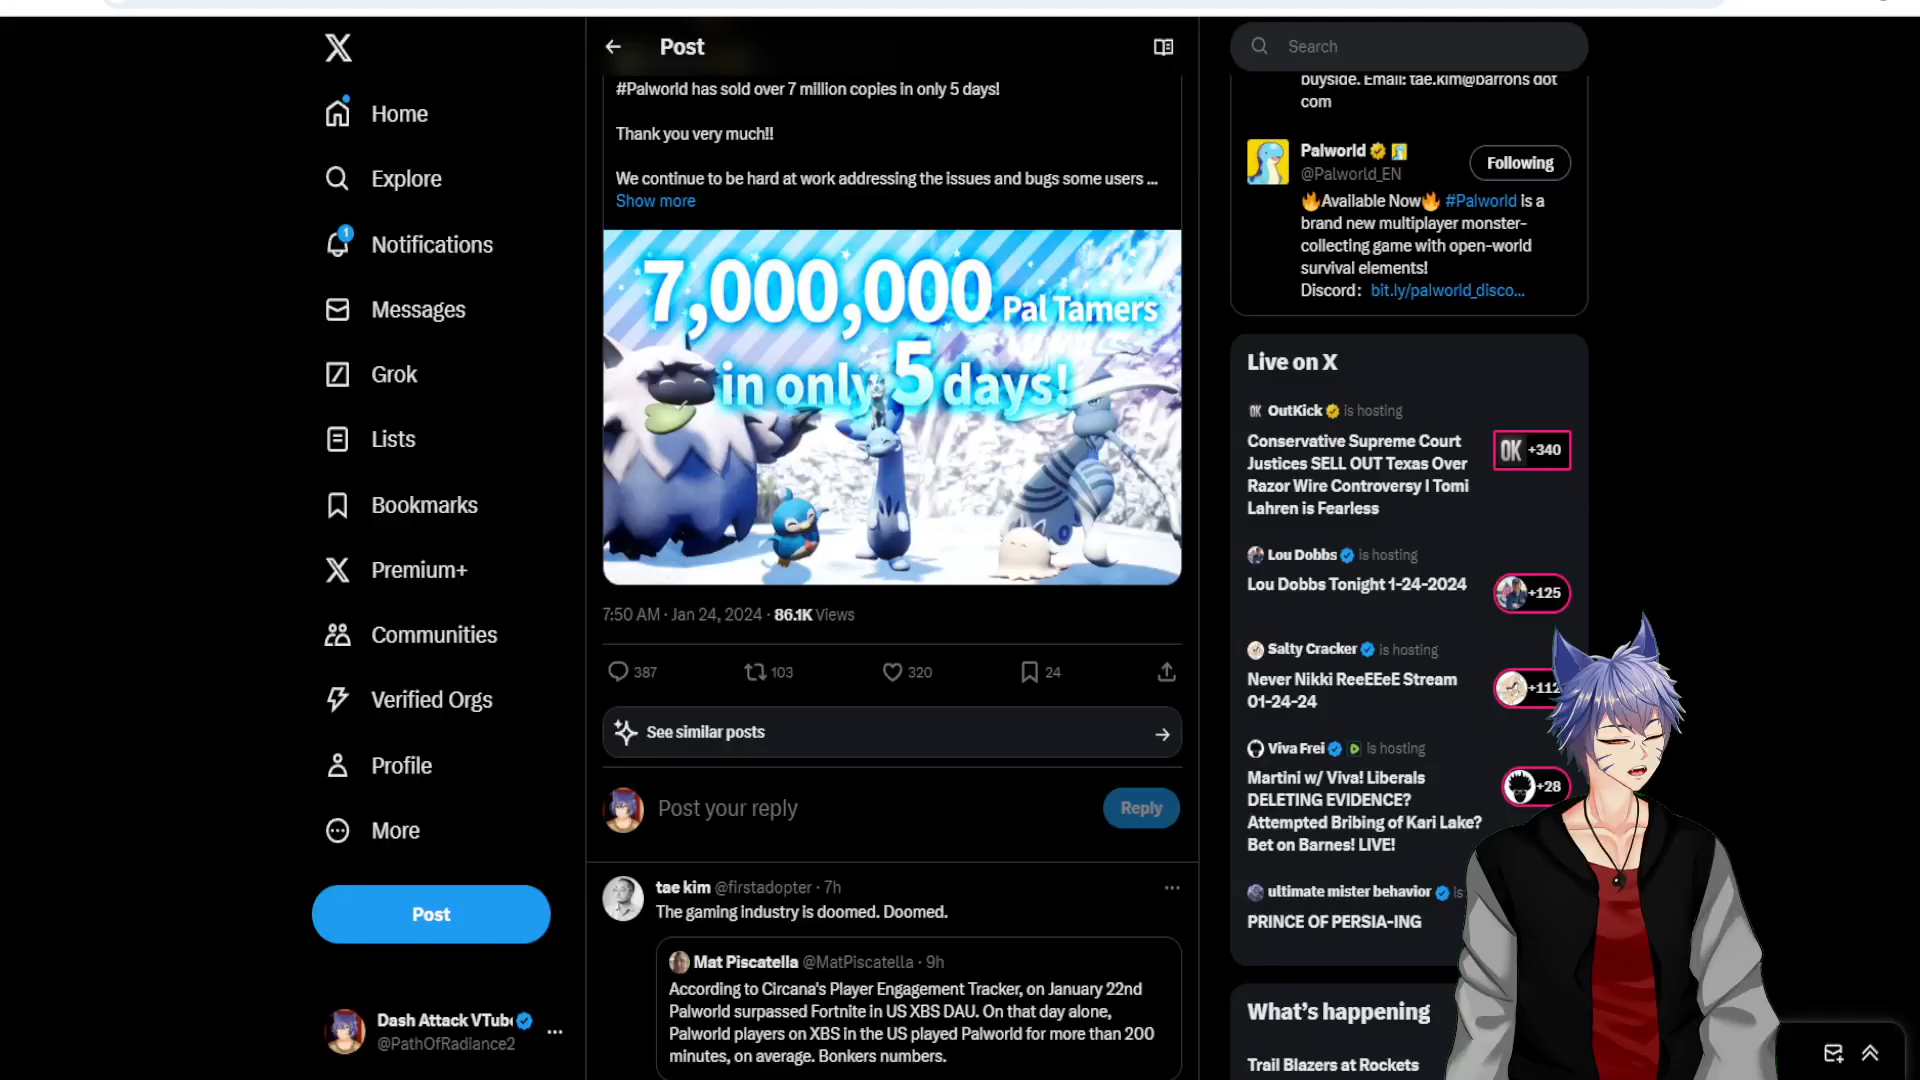 Home
Explore
1
Notifications
Messages
Grok
Lists
Bookmarks
Premium+
Communities
Verified Orgs
Profile
More
Post
Dash Attack VTub
@PathOfRadiance2
Post
#Palworld has sold over 7 million copies in only 5 days!
Thank you very much!!
We continue to be hard at work addressing the issues and bugs some users ...
Show more
7,000,000 Pal Tamers
in only 5 days!
7:50 AM · Jan 24, 2024 · 86.1K Views
387
103
320
24
See similar posts
Post your reply
Reply
tae kim @firstadopter · 7h
The gaming industry is doomed. Doomed.
Mat Piscatella @MatPiscatella · 9h
According to Circana's Player Engagement Tracker, on January 22nd
Palworld surpassed Fortnite in US XBS DAU. On that day alone,
Palworld players on XBS in the US played Palworld for more than 200
minutes, on average. Bonkers numbers.
Search
buyside. Email: tae.kim@barrons dot
com
Palworld
@Palworld_EN
Following
🔥Available Now🔥 #Palworld is a
brand new multiplayer monster-
collecting game with open-world
survival elements!
Discord： bit.ly/palworld_disco…
Live on X
OK OutKick is hosting
Conservative Supreme Court
Justices SELL OUT Texas Over
Razor Wire Controversy | Tomi
Lahren is Fearless
OK +340
Lou Dobbs is hosting
Lou Dobbs Tonight 1-24-2024
+125
Salty Cracker is hosting
Never Nikki ReeEEeE Stream
01-24-24
+112
Viva Frei is hosting
Martini w/ Viva! Liberals
DELETING EVIDENCE?
Attempted Bribing of Kari Lake?
Bet on Barnes! LIVE!
+28
ultimate mister behavior is
PRINCE OF PERSIA-ING
What's happening
Trail Blazers at Rockets